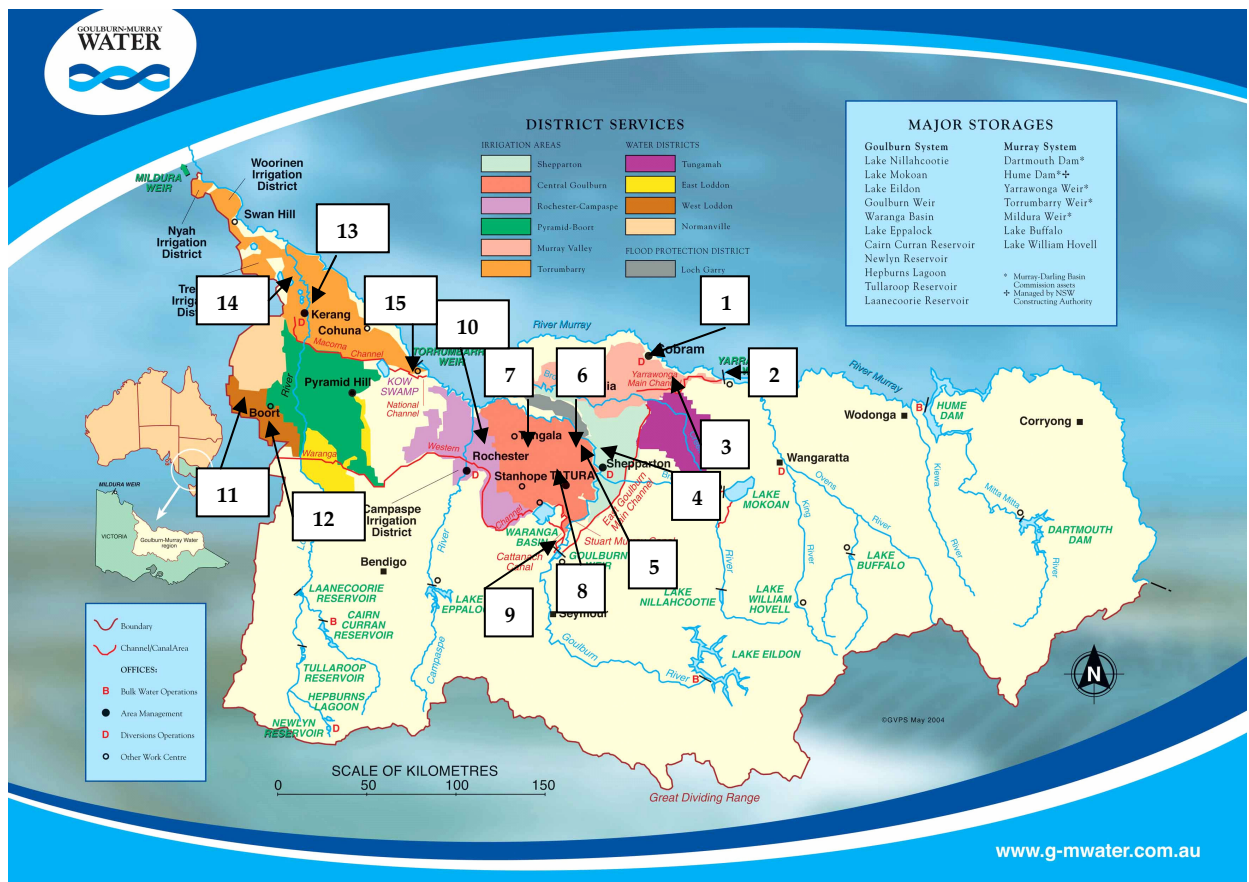 GOULBURN-MURRAY
WATER
DISTRICT SERVICES
IRRIGATION AREAS
Shepparton
Central Goulburn
Rochester-Campaspe
Pyramid-Boort
Murray Valley
Torrumbarry
WATER DISTRICTS
Tungamah
East Loddon
West Loddon
Normanville
FLOOD PROTECTION DISTRICT
Loch Garry
MAJOR STORAGES
Goulburn System
Lake Nillahcootie
Lake Mokoan
Lake Eildon
Goulburn Weir
Waranga Basin
Lake Eppalock
Cairn Curran Reservoir
Newlyn Reservoir
Hepburns Lagoon
Tullaroop Reservoir
Laanecoorie Reservoir
Murray System
Dartmouth Dam*
Hume Dam*✢
Yarrawonga Weir*
Torrumbarry Weir*
Mildura Weir*
Lake Buffalo
Lake William Hovell
* Murray-Darling Basin
Commission assets
✢ Managed by NSW
Constructing Authority
MILDURA
WEIR
Woorinen
Irrigation
District
Swan Hill
Nyah
Irrigation
District
13
14
15
10
1
7
6
2
3
4
5
8
9
11
12
Kerang
D
Cohuna
Macorna
Channel
River Murray
D
Yarrawonga
Main
KOW
SWAMP
National
Channel
Pyramid Hill
River
Boort
Waranga
Western
Channel
Rochester
D
Tongala
Stanhope
Shepparton
D
East Goulburn
Main Channel
Campaspe
Irrigation
District
WARANGA
BASIN
Cattanach
Canal
Stuart
GOULBURN
LAKE
MOKOAN
Wangaratta
D
Wodonga
River Murray
B
HUME
DAM
Corryong
Kiewa
River
Mitta Mitta
River
DARTMOUTH
DAM
Ovens
River
King
River
LAKE
BUFFALO
LAKE
WILLIAM
HOVELL
LAKE
NILLAHCOOTIE
River
Seymour
Goulburn
River
B
LAKE EILDON
Bendigo
LAANECOORIE
RESERVOIR
B
CAIRN
CURRAN
RESERVOIR
TULLAROOP
RESERVOIR
HEPBURNS
LAGOON
NEWLYN
RESERVOIR
D
River
LAKE
Campaspe
MILDURA WEIR
VICTORIA
Goulburn-Murray Water
region
Boundary
Channel/CanalArea
OFFICES:
B Bulk Water Operations
Area Management
D Diversions Operations
Other Work Centre
N
©GVPS May 2004
SCALE OF KILOMETRES
0 50 100 150
Great Dividing Range
www.g-mwater.com.au